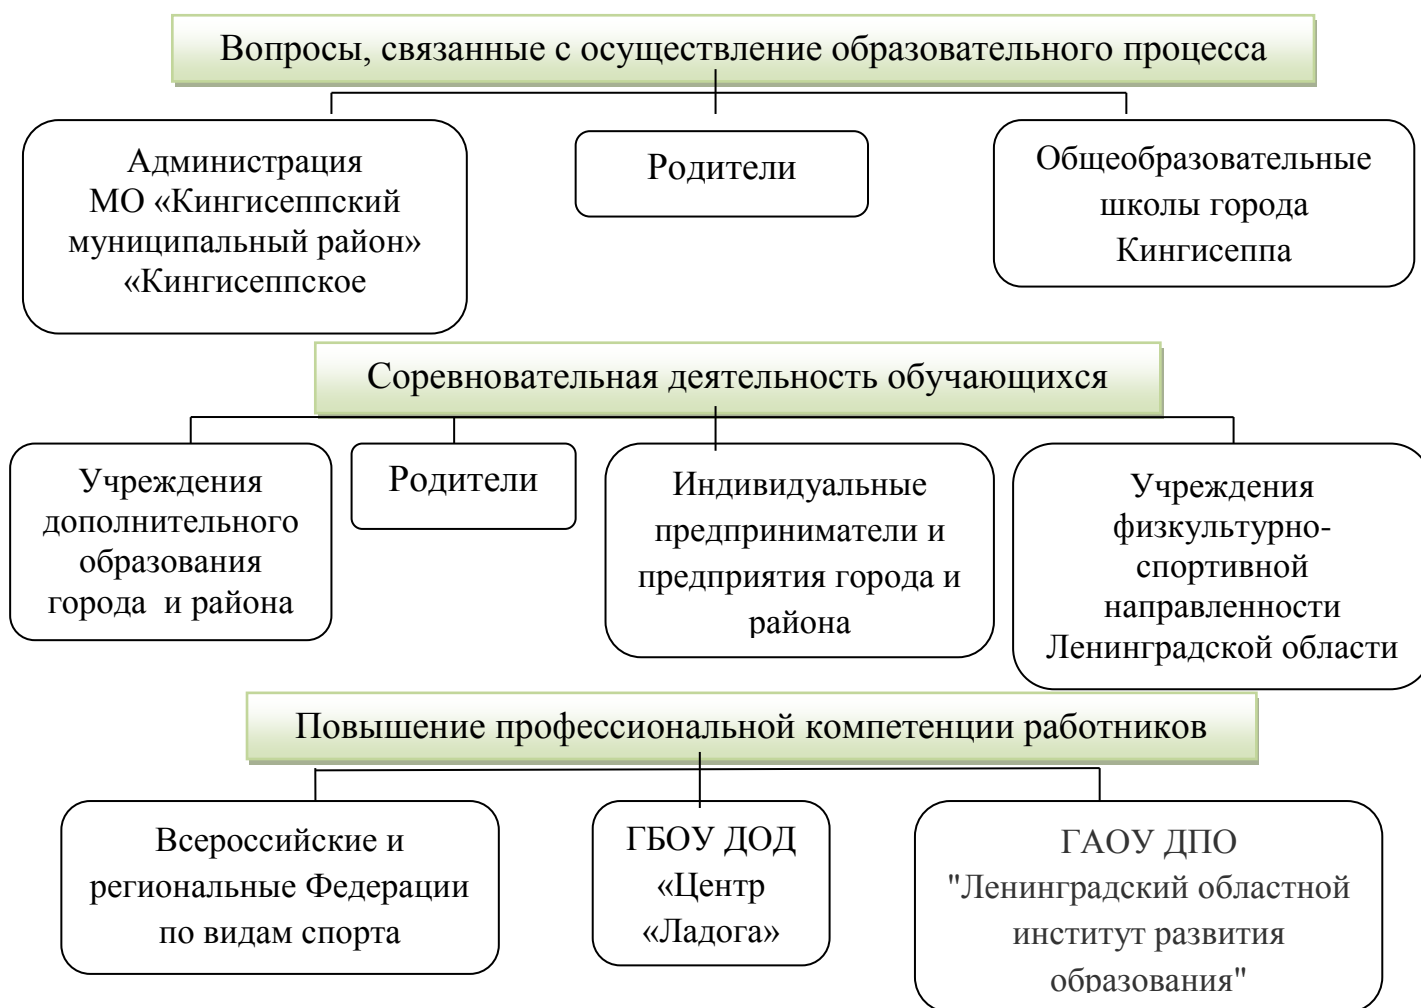 Вопросы, связанные с осуществление образовательного процесса
Администрация
МО «Кингисеппский
муниципальный район»
«Кингисеппское
Родители
Общеобразовательные
школы города
Кингисеппа
Соревновательная деятельность обучающихся
Учреждения
дополнительного
образования
города и района
Родители
Индивидуальные
предприниматели и
предприятия города и
района
Учреждения
физкультурно-
спортивной
направленности
Ленинградской области
Повышение профессиональной компетенции работников
Всероссийские и
региональные Федерации
по видам спорта
ГБОУ ДОД
«Центр
«Ладога»
ГАОУ ДПО
"Ленинградский областной
институт развития
образования"